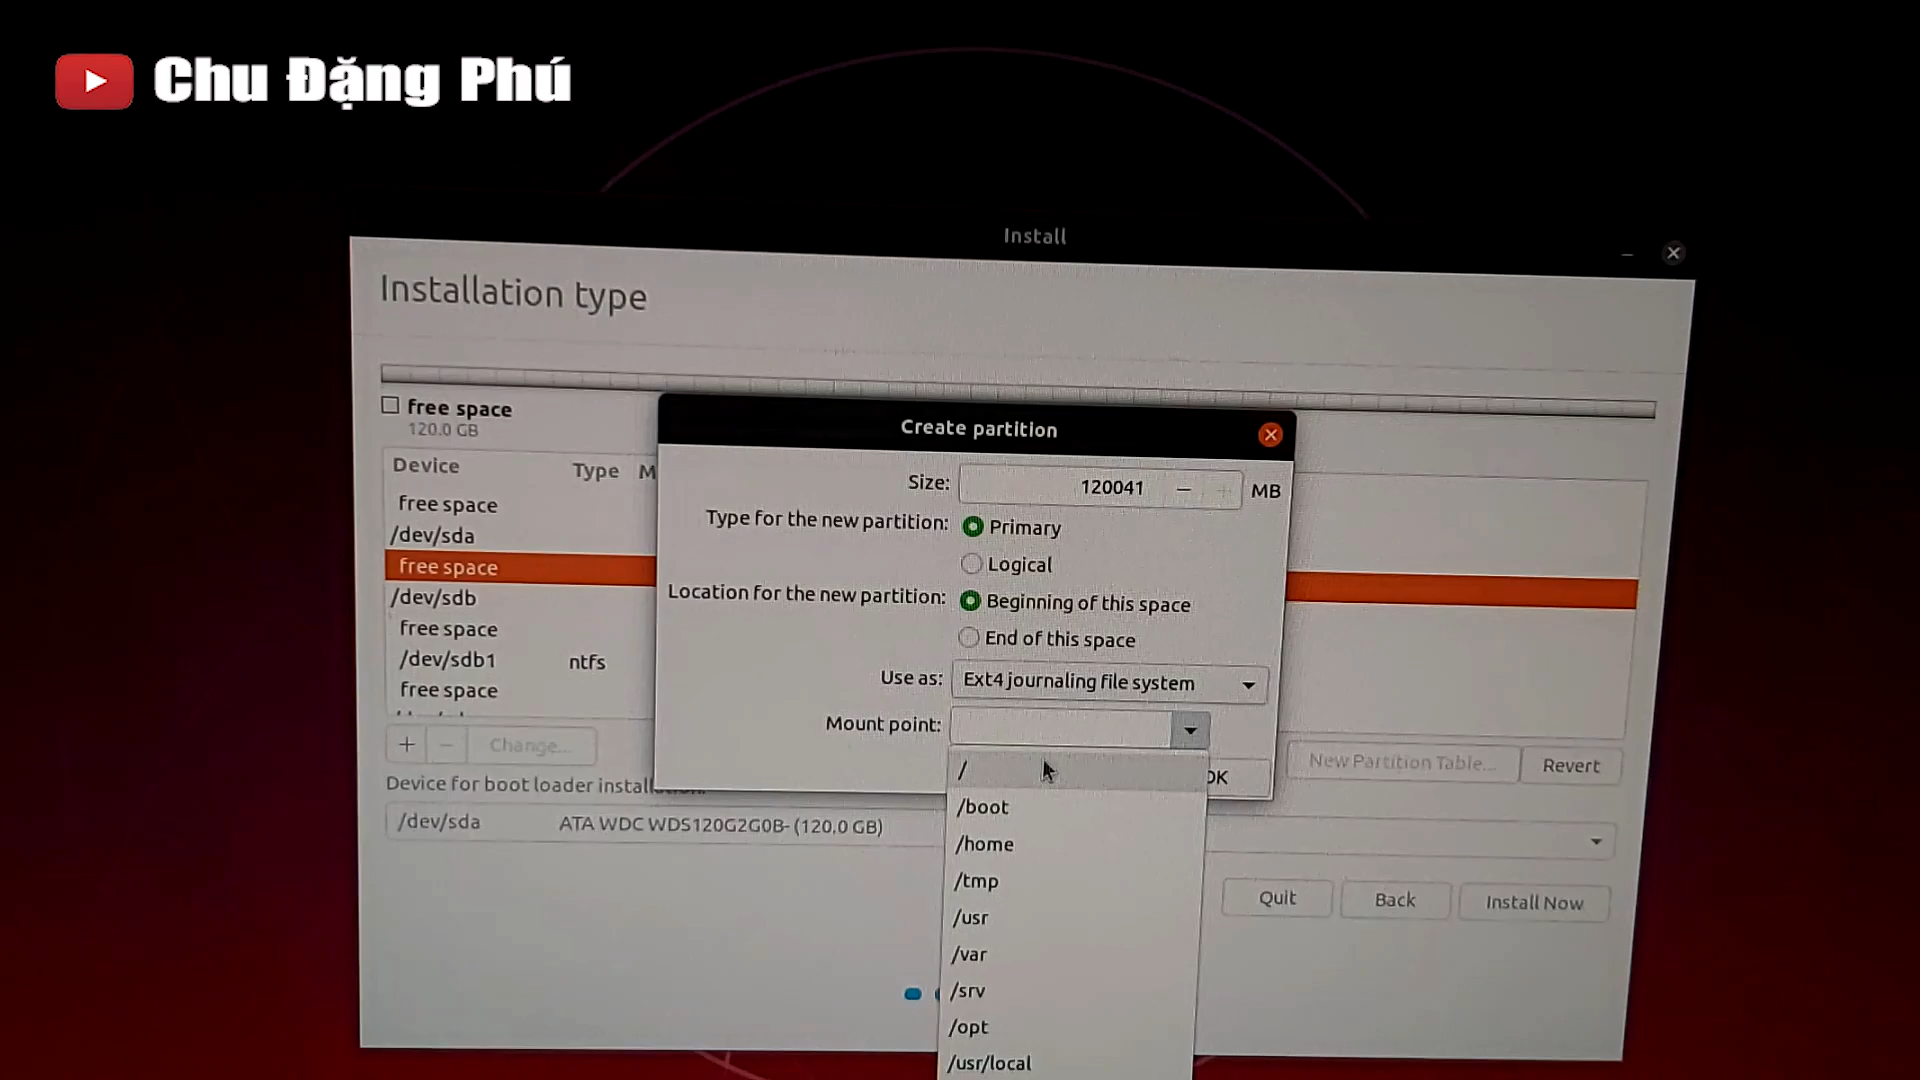 Chu Đặng Phú
Install
Installation type
free space
120.0 GB
Device Type M
free space
/dev/sda
free space
/dev/sdb
free space
/dev/sdb1 ntfs
free space
Create partition
Size: 120041 MB
Type for the new partition: Primary
Logical
Location for the new partition: Beginning of this space
End of this space
Use as: Ext4 journaling file system
Mount point:
/
/boot
/home
/tmp
/usr
/var
/srv
/opt
/usr/local
OK
+ − Change...
New Partition Table... Revert
Device for boot loader instal
/dev/sda ATA WDC WDS120G2G0B- (120.0 GB)
Quit Back Install Now